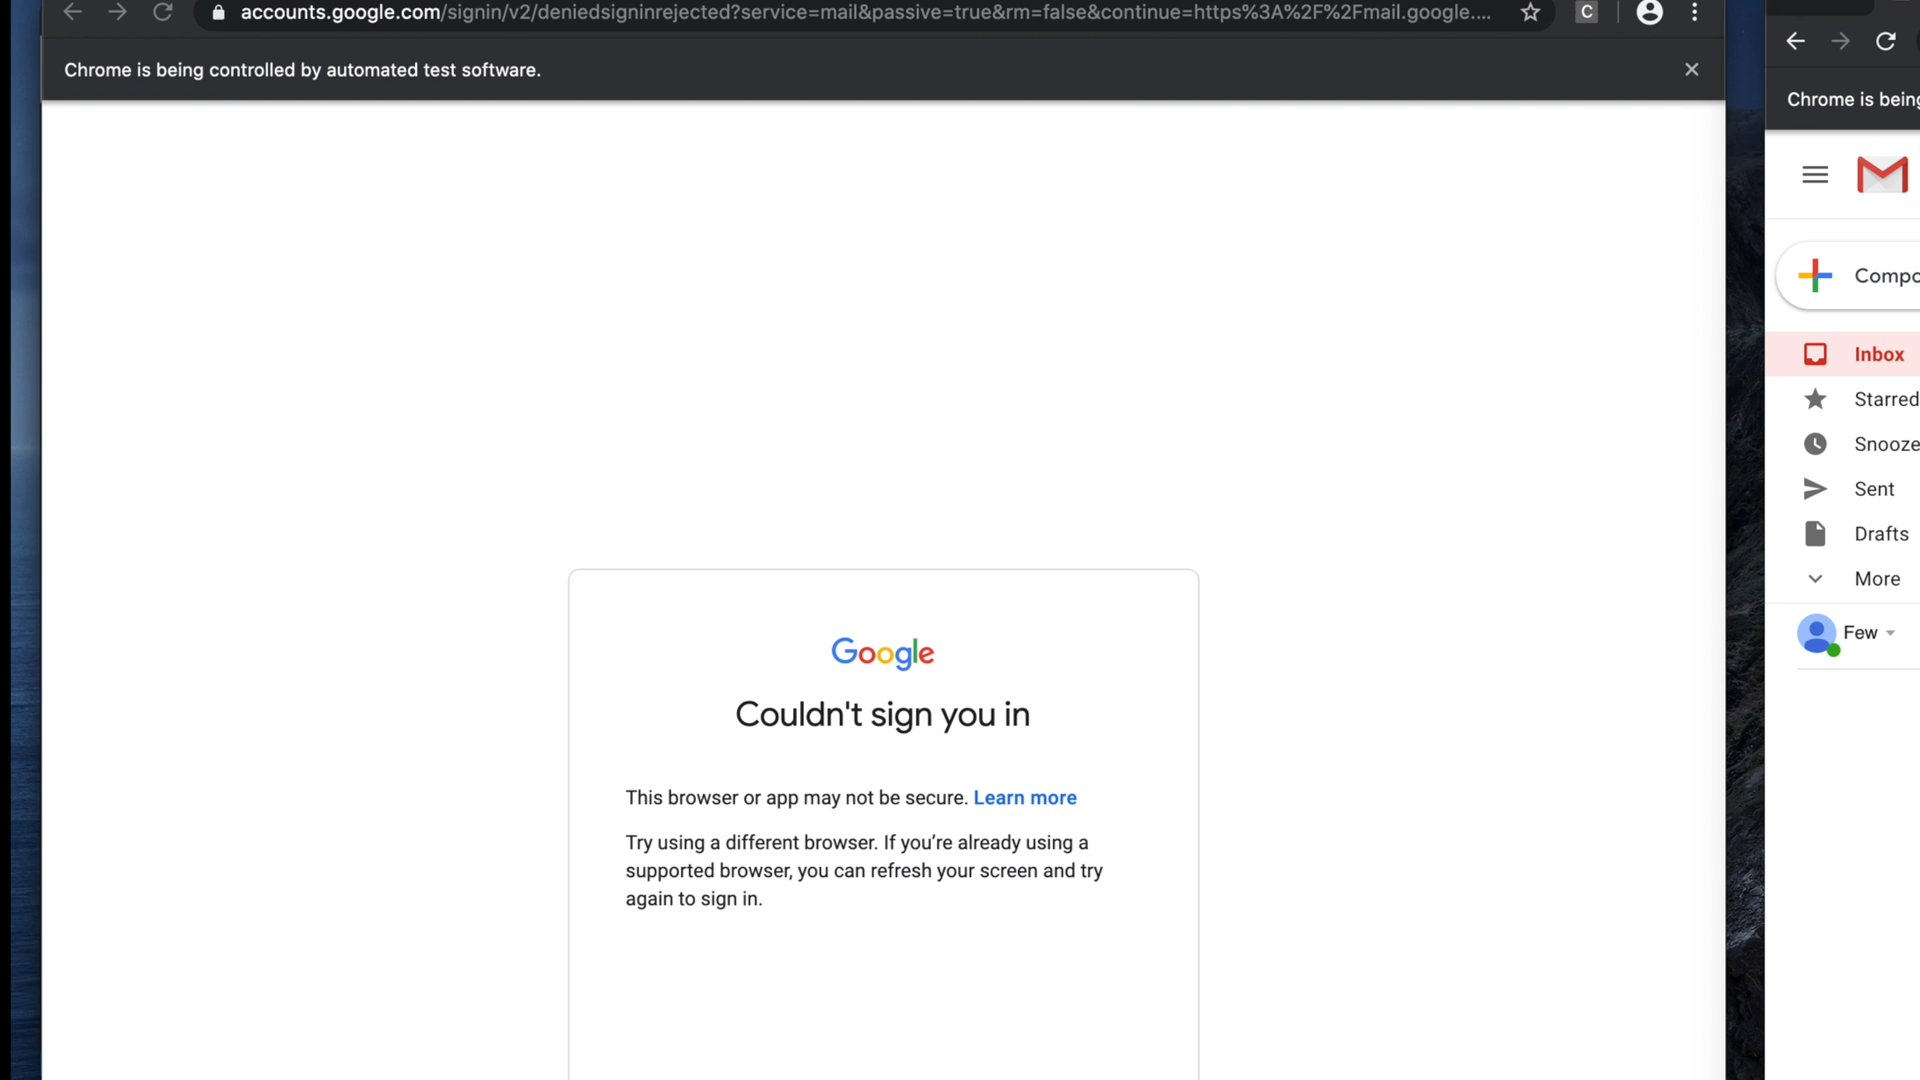 accounts.google.com/signin/v2/deniedsigninrejected?service=mail&passive=true&rm=false&continue=https%3A%2F%2Fmail.google....
C
Chrome is being controlled by automated test software.
Google
Couldn't sign you in
This browser or app may not be secure. Learn more
Try using a different browser. If you’re already using a
supported browser, you can refresh your screen and try
again to sign in.
Chrome is being
Compo
Inbox
Starred
Snooze
Sent
Drafts
More
Few